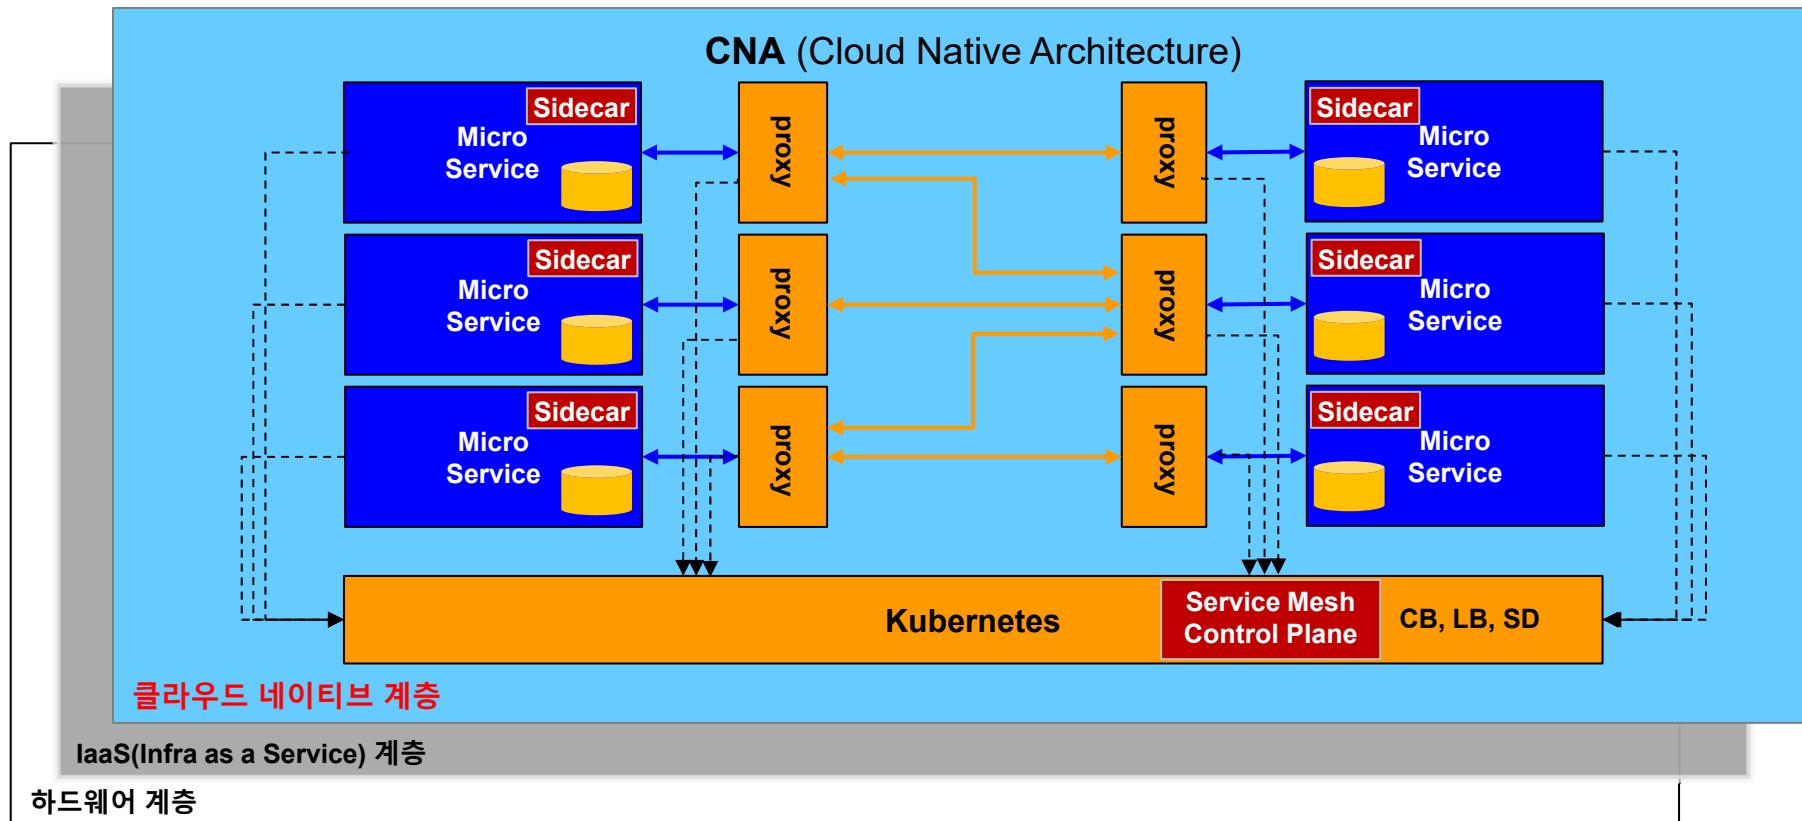 CNA (Cloud Native Architecture)
Sidecar
Micro
Service
proxy
proxy
Sidecar
Micro
Service
Sidecar
Micro
Service
proxy
proxy
Sidecar
Micro
Service
Sidecar
Micro
Service
proxy
proxy
Sidecar
Micro
Service
Kubernetes
Service Mesh
Control Plane
CB, LB, SD
클라우드 네이티브 계층
IaaS(Infra as a Service) 계층
하드웨어 계층